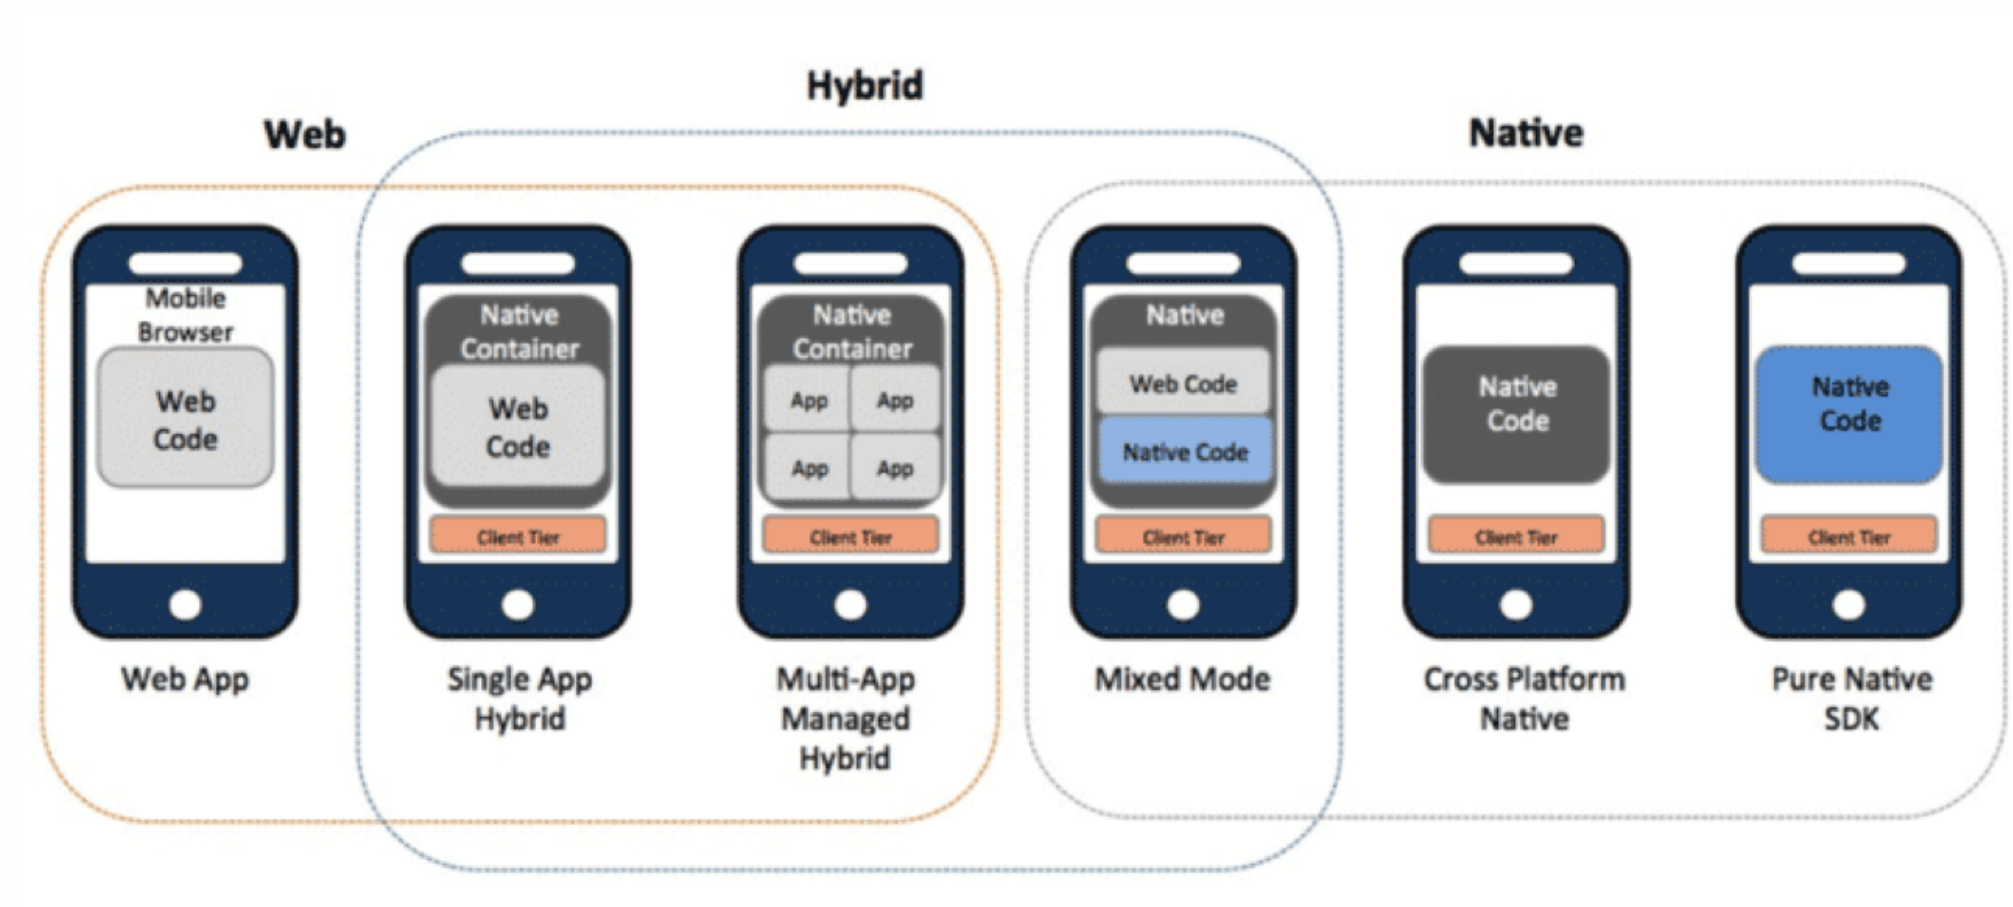 Hybrid
Web
Native
Mobile
Browser
Web
Code
Web App
Native
Container
Web
Code
Client Tier
Single App
Hybrid
Native
Container
App App
App App
Client Tier
Multi-App
Managed
Hybrid
Native
Web Code
Native Code
Client Tier
Mixed Mode
Native
Code
Client Tier
Cross Platform
Native
Native
Code
Client Tier
Pure Native
SDK